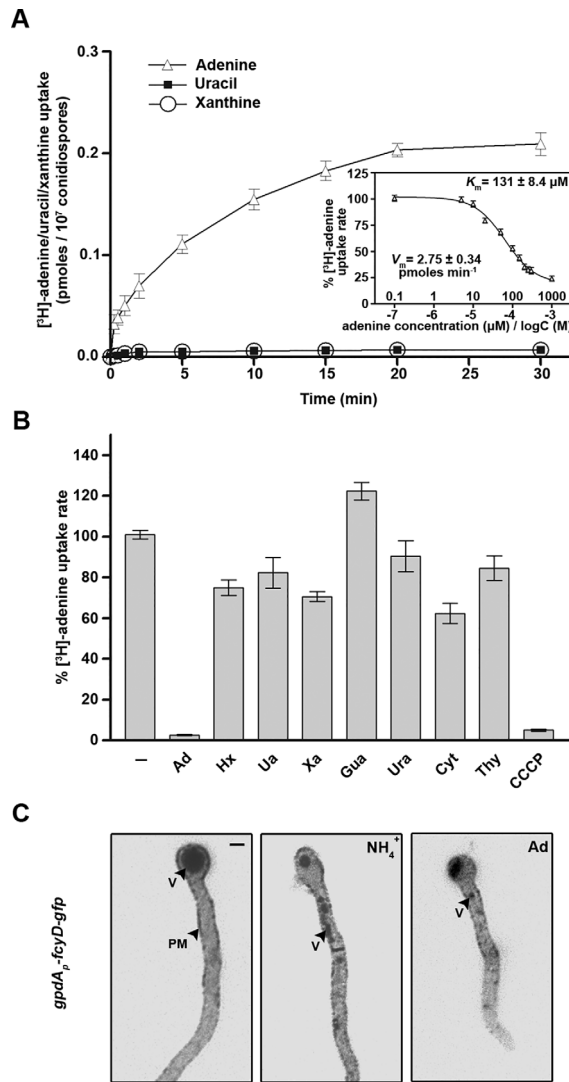 A
[³H]-adenine/uracil/xanthine uptake
(pmoles / 10⁷ conidiospores)
0.3
0.2
0.1
0.0
Adenine
Uracil
Xanthine
0
5
10
15
20
25
30
Time (min)
% [³H]-adenine
uptake rate
125
100
75
50
25
0
Kₘ = 131 ± 8.4 µM
Vₘ = 2.75 ± 0.34
pmoles min⁻¹
0.1 1 10 100 1000
-7 -6 -5 -4 -3
adenine concentration (µM) / logC (M)
B
% [³H]-adenine uptake rate
140
120
100
80
60
40
20
0
–
Ad
Hx
Ua
Xa
Gua
Ura
Cyt
Thy
CCCP
C
gpdAₚ-fcyD-gfp
V
PM
NH₄⁺
V
Ad
V